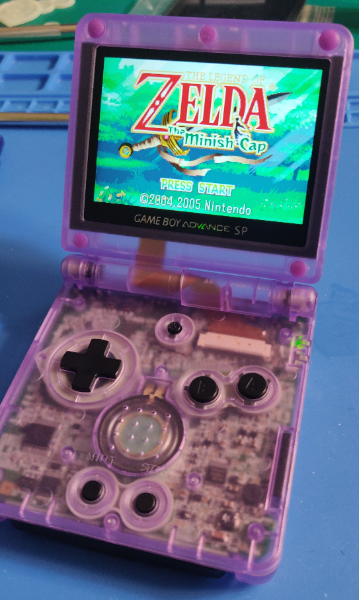 THE LEGEND OF
ZELDA
The Minish Cap
PRESS START
©2004,2005 Nintendo
GAME BOY ADVANCE SP
B A